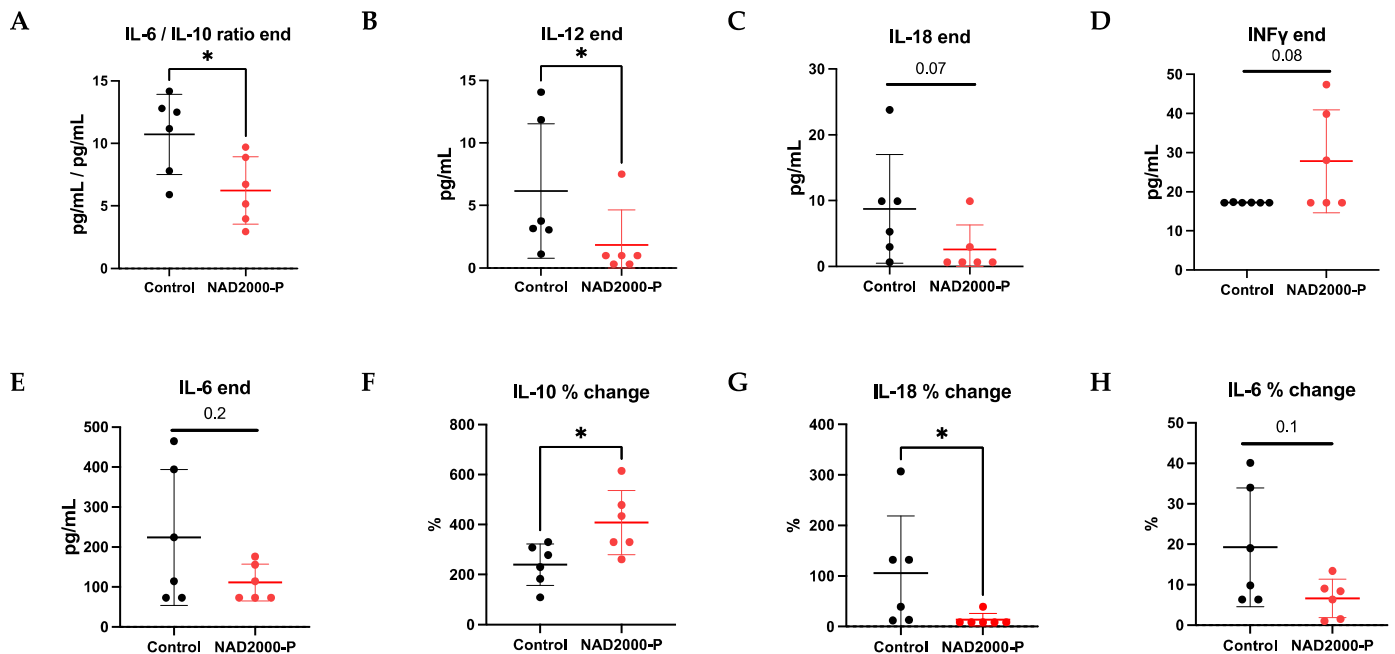 A
IL-6 / IL-10 ratio end
*
pg/mL / pg/mL
15
10
5
0
Control
NAD2000-P
B
IL-12 end
*
pg/mL
15
10
5
0
Control
NAD2000-P
C
IL-18 end
0.07
pg/mL
30
20
10
0
Control
NAD2000-P
D
INFγ end
0.08
pg/mL
50
40
30
20
10
0
Control
NAD2000-P
E
IL-6 end
0.2
pg/mL
500
400
300
200
100
0
Control
NAD2000-P
F
IL-10 % change
*
%
800
600
400
200
0
Control
NAD2000-P
G
IL-18 % change
*
%
400
300
200
100
0
Control
NAD2000-P
H
IL-6 % change
0.1
%
50
40
30
20
10
0
Control
NAD2000-P